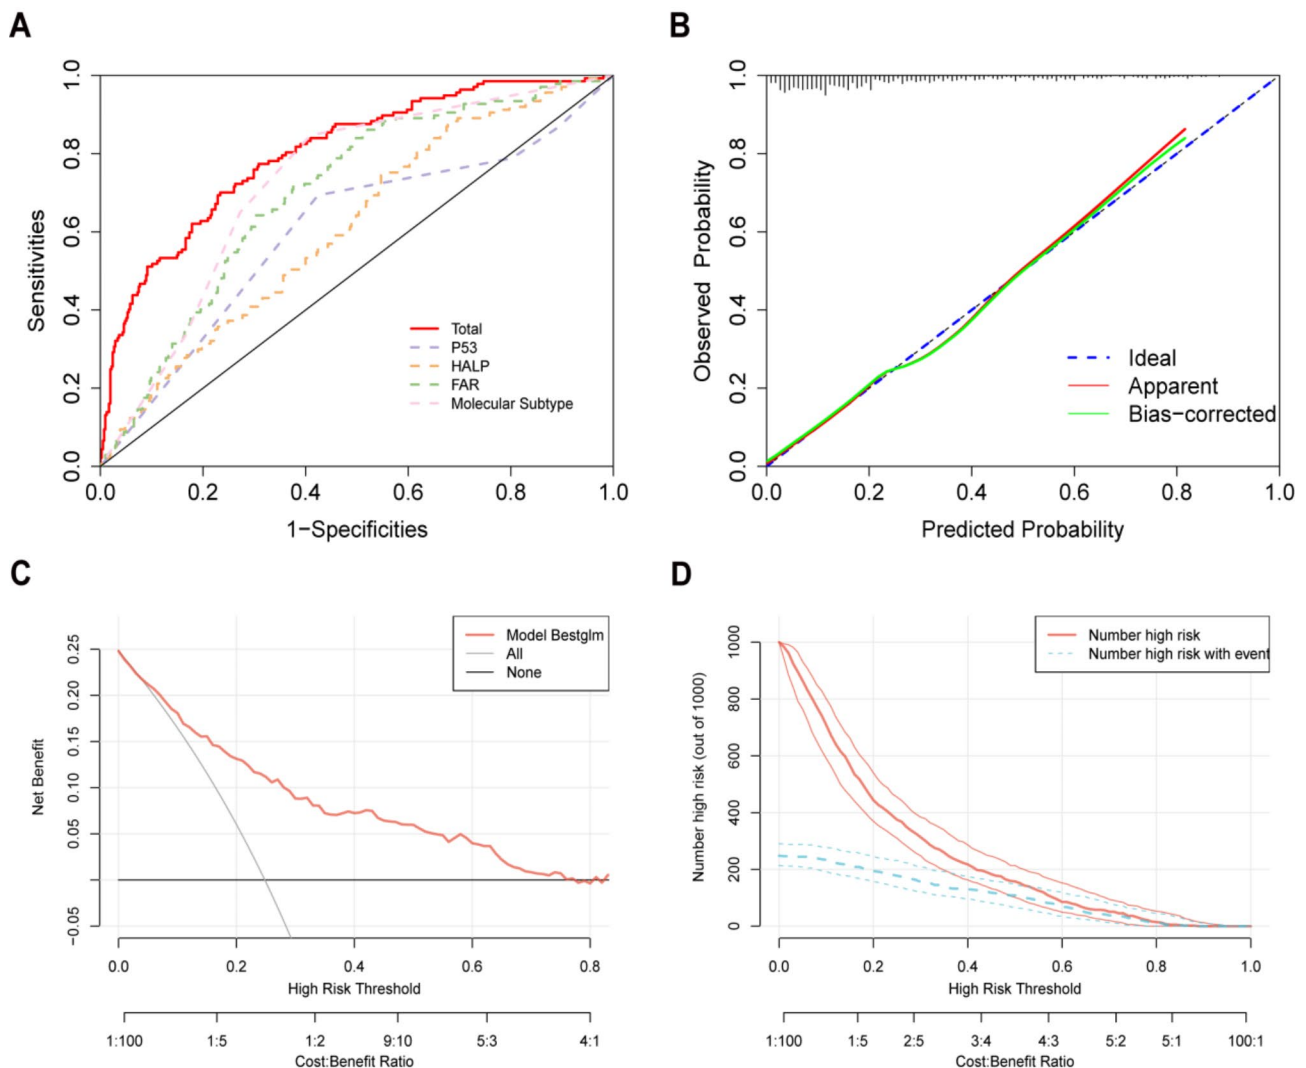 A
Sensitivities
1.0
0.8
0.6
0.4
0.2
0.0
Total
P53
HALP
FAR
Molecular Subtype
0.0 0.2 0.4 0.6 0.8 1.0
1−Specificities
B
Observed Probability
1.0
0.8
0.6
0.4
0.2
0.0
Ideal
Apparent
Bias−corrected
0.0 0.2 0.4 0.6 0.8 1.0
Predicted Probability
C
Net Benefit
0.25
0.20
0.15
0.10
0.05
−0.05
Model Bestglm
All
None
0.0 0.2 0.4 0.6 0.8
High Risk Threshold
1:100 1:5 1:2 9:10 5:3 4:1
Cost:Benefit Ratio
D
Number high risk (out of 1000)
1000
800
600
400
200
0
Number high risk
Number high risk with event
0.0 0.2 0.4 0.6 0.8 1.0
High Risk Threshold
1:100 1:5 2:5 3:4 4:3 5:2 5:1 100:1
Cost:Benefit Ratio